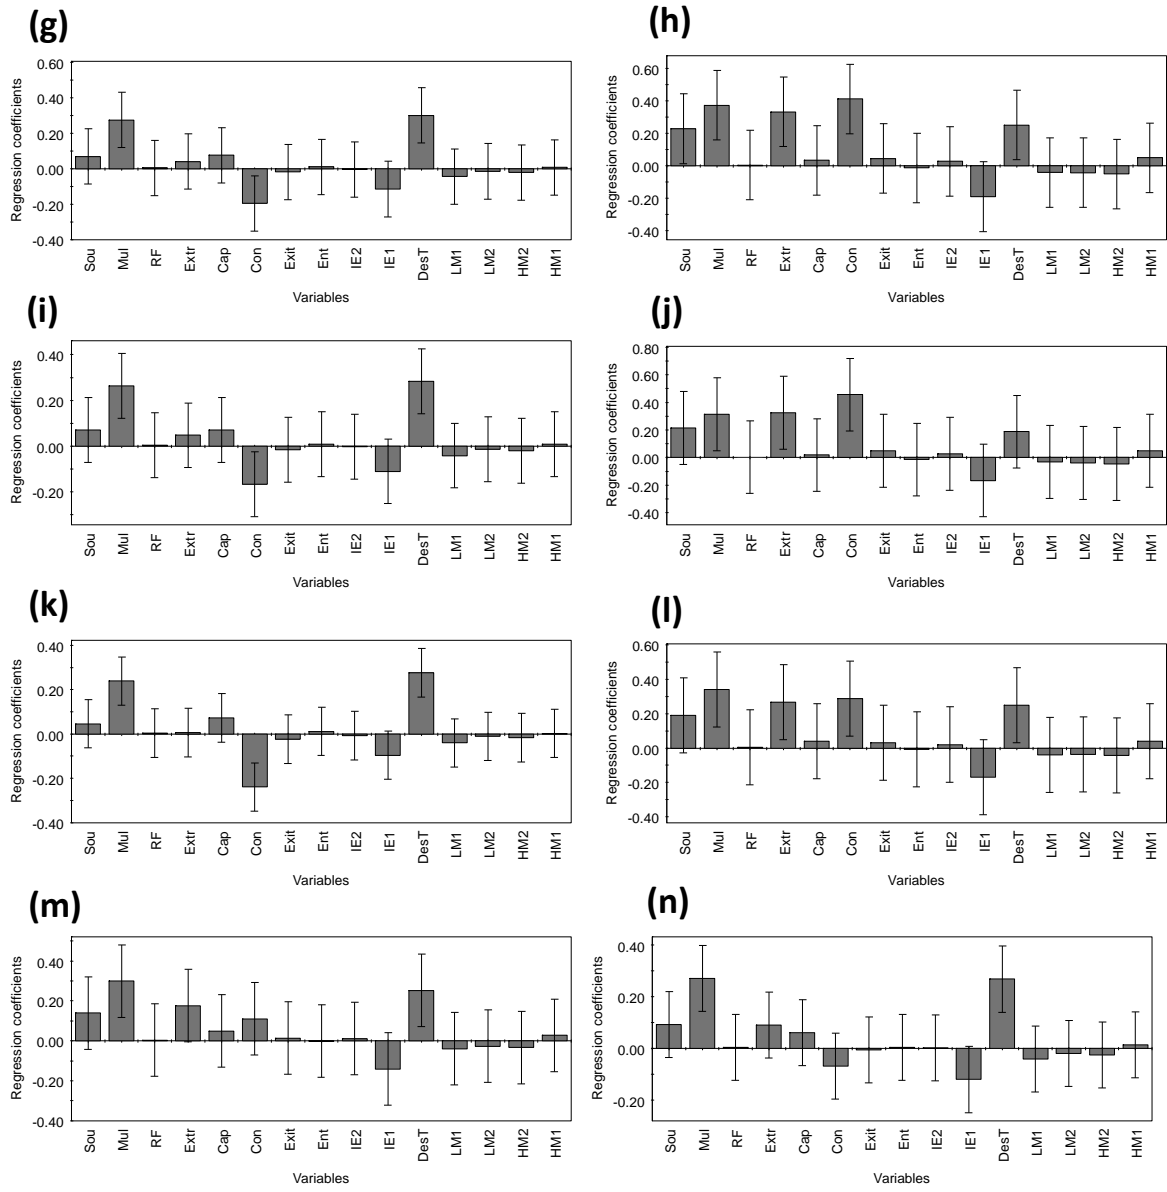 (g)
Regression coefficients
0.60
0.40
0.20
0.00
-0.20
-0.40
Sou Mul RF Extr Cap Con Exit Ent IE2 IE1 DesT LM1 LM2 HM2 HM1
Variables
(h)
Regression coefficients
0.60
0.40
0.20
0.00
-0.20
-0.40
Sou Mul RF Extr Cap Con Exit Ent IE2 IE1 DesT LM1 LM2 HM2 HM1
Variables
(i)
Regression coefficients
0.40
0.20
0.00
-0.20
Sou Mul RF Extr Cap Con Exit Ent IE2 IE1 DesT LM1 LM2 HM2 HM1
Variables
(j)
Regression coefficients
0.80
0.60
0.40
0.20
0.00
-0.20
-0.40
Sou Mul RF Extr Cap Con Exit Ent IE2 IE1 DesT LM1 LM2 HM2 HM1
Variables
(k)
Regression coefficients
0.40
0.20
0.00
-0.20
-0.40
Sou Mul RF Extr Cap Con Exit Ent IE2 IE1 DesT LM1 LM2 HM2 HM1
Variables
(l)
Regression coefficients
0.60
0.40
0.20
0.00
-0.20
-0.40
Sou Mul RF Extr Cap Con Exit Ent IE2 IE1 DesT LM1 LM2 HM2 HM1
Variables
(m)
Regression coefficients
0.40
0.20
0.00
-0.20
-0.40
Sou Mul RF Extr Cap Con Exit Ent IE2 IE1 DesT LM1 LM2 HM2 HM1
Variables
(n)
Regression coefficients
0.40
0.20
0.00
-0.20
Sou Mul RF Extr Cap Con Exit Ent IE2 IE1 DesT LM1 LM2 HM2 HM1
Variables